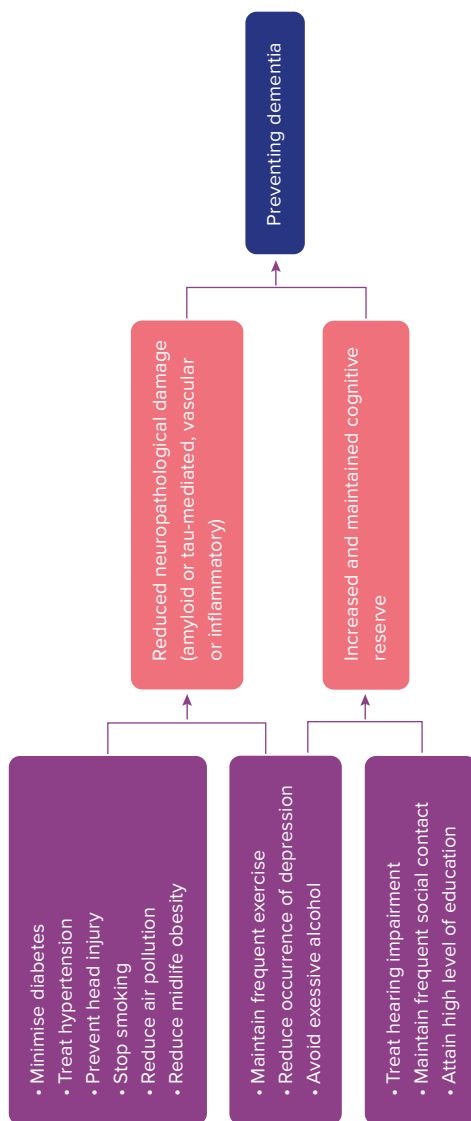 • Minimise diabetes
• Treat hypertension
• Prevent head injury
• Stop smoking
• Reduce air pollution
• Reduce midlife obesity
• Maintain frequent exercise
• Reduce occurrence of depression
• Avoid exessive alcohol
• Treat hearing impairment
• Maintain frequent social contact
• Attain high level of education
Reduced neuropathological damage
(amyloid or tau-mediated, vascular
or inflammatory)
Increased and maintained cognitive
reserve
Preventing dementia